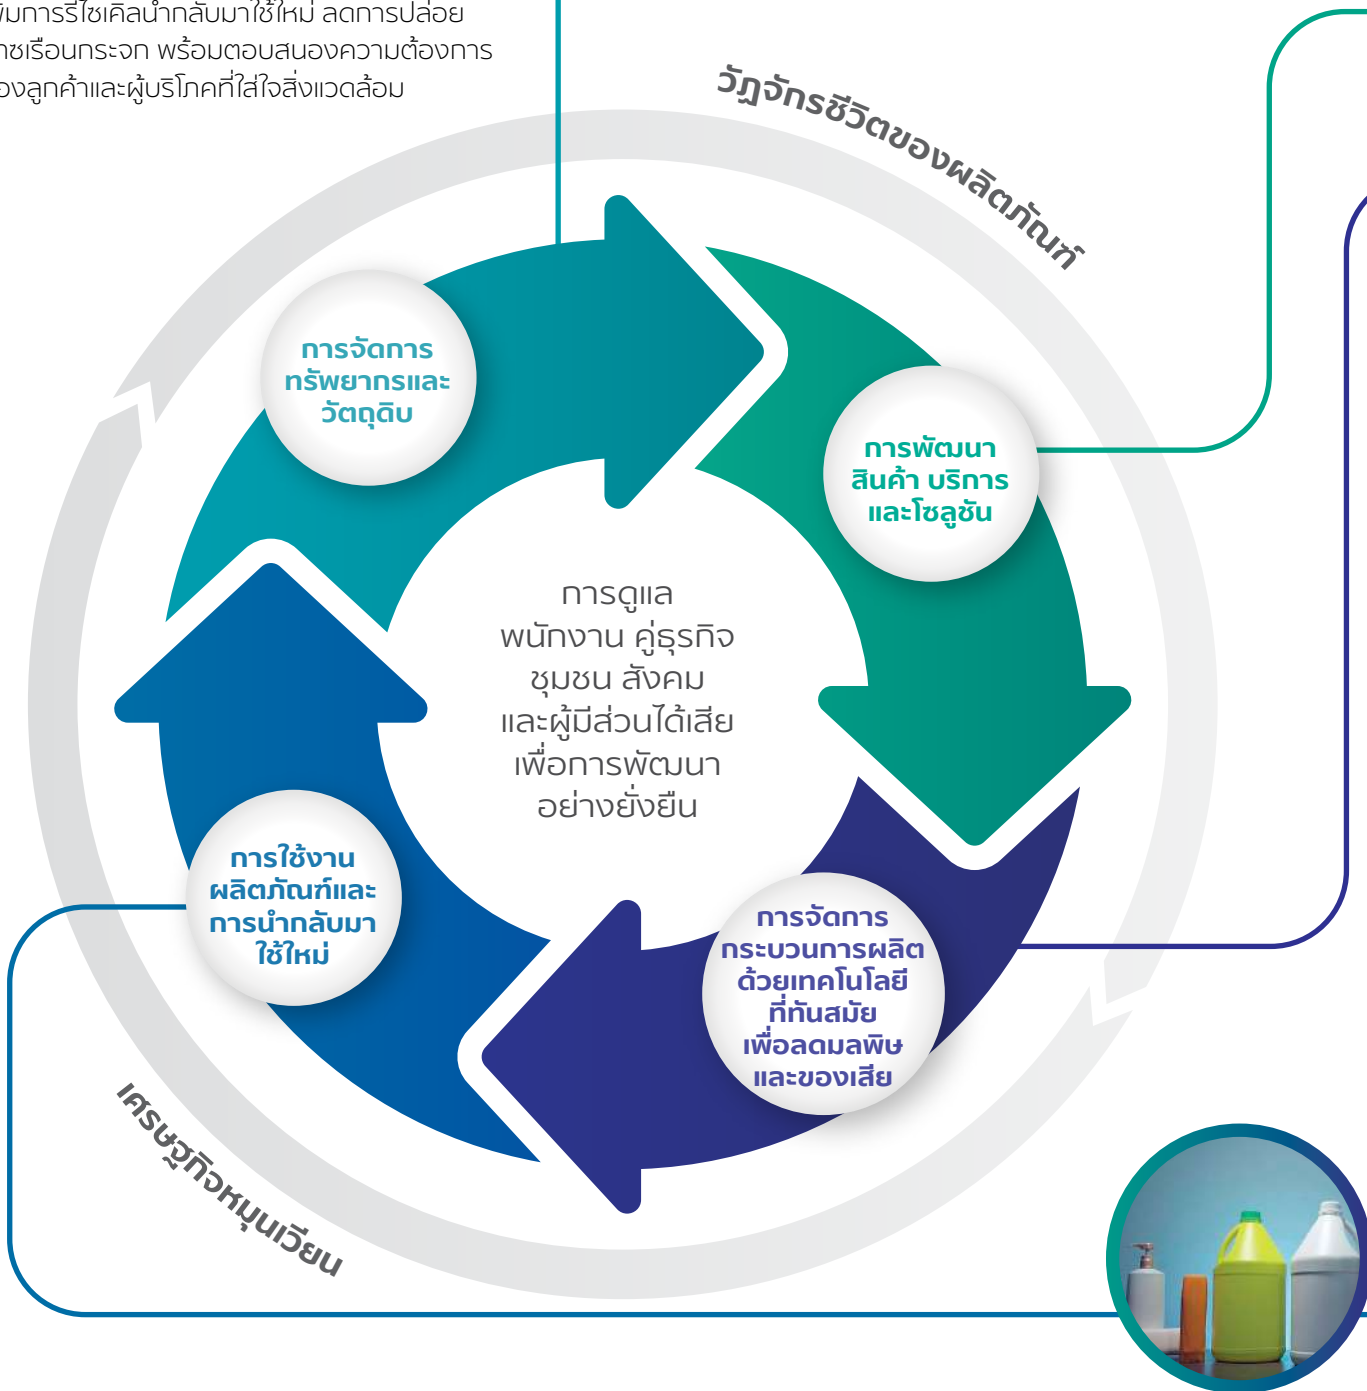 การรีไซเคิลนำกลับมาใช้ใหม่ ลดการปล่อย
เรือนกระจก พร้อมตอบสนองความต้องการ
ลูกค้าและผู้บริโภคที่ใส่ใจสิ่งแวดล้อม
วัฏจักรชีวิตของผลิตภัณฑ์
การจัดการ
ทรัพยากรและ
วัตถุดิบ
การพัฒนา
สินค้า บริการ
และโซลูชัน
การดูแล
พนักงาน คู่ธุรกิจ
ชุมชน สังคม
และผู้มีส่วนได้เสีย
เพื่อการพัฒนา
อย่างยั่งยืน
การใช้งาน
ผลิตภัณฑ์และ
การนำกลับมา
ใช้ใหม่
การจัดการ
กระบวนการผลิต
ด้วยเทคโนโลยี
ที่ทันสมัย
เพื่อลดมลพิษ
และของเสีย
เศรษฐกิจหมุนเวียน